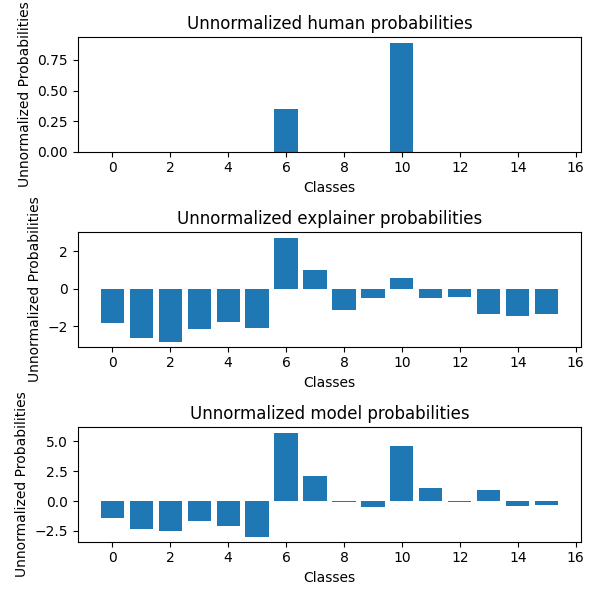 Unnormalized human probabilities
Unnormalized Probabilities
0.75
0.50
0.25
0.00
0 2 4 6 8 10 12 14 16
Classes
Unnormalized explainer probabilities
Unnormalized Probabilities
2
0
−2
0 2 4 6 8 10 12 14 16
Classes
Unnormalized model probabilities
Unnormalized Probabilities
5.0
2.5
0.0
−2.5
0 2 4 6 8 10 12 14 16
Classes